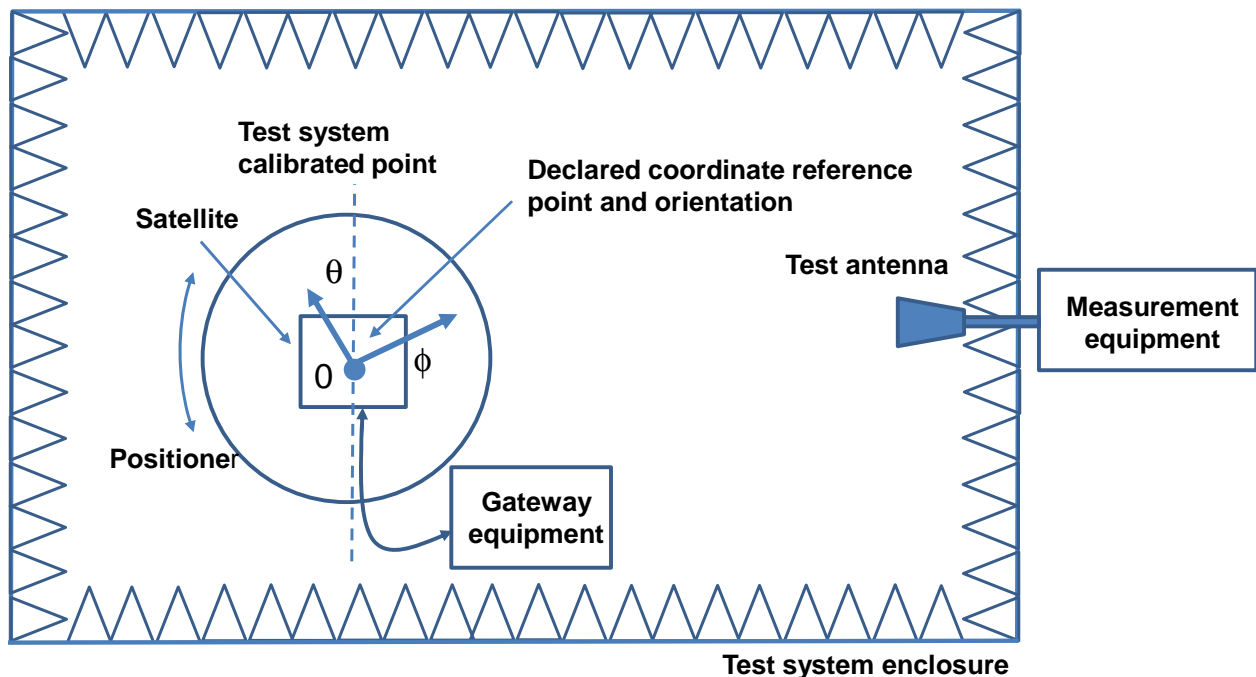 Test system
calibrated point
Declared coordinate reference
point and orientation
Satellite
θ
Test antenna
Measurement
equipment
0
ϕ
Positioner
Gateway
equipment
Test system enclosure